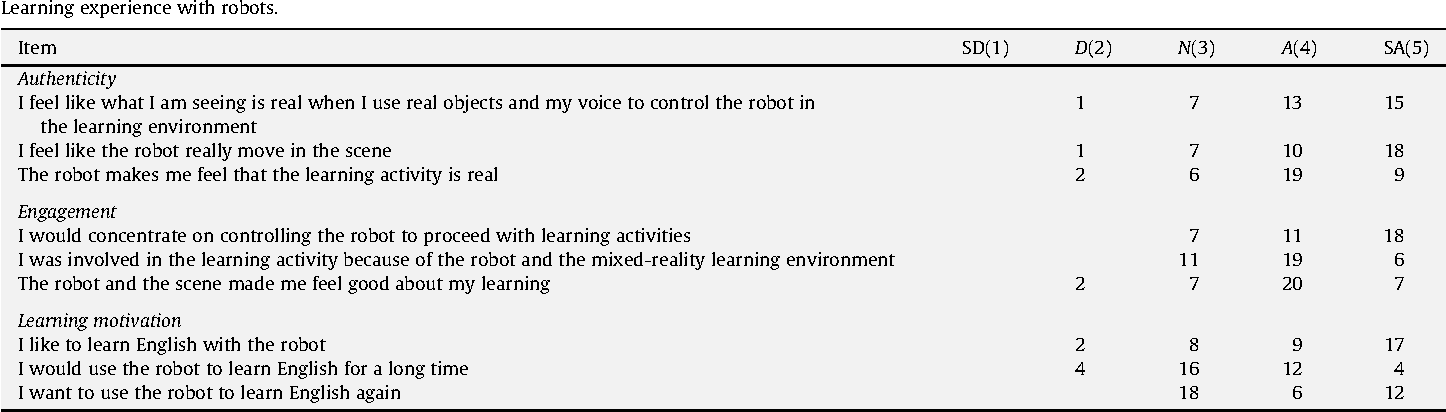 Learning experience with robots.
Item SD(1) D(2) N(3) A(4) SA(5)
Authenticity
I feel like what I am seeing is real when I use real objects and my voice to control the robot in 1 7 13 15
the learning environment
I feel like the robot really move in the scene 1 7 10 18
The robot makes me feel that the learning activity is real 2 6 19 9
Engagement
I would concentrate on controlling the robot to proceed with learning activities 7 11 18
I was involved in the learning activity because of the robot and the mixed-reality learning environment 11 19 6
The robot and the scene made me feel good about my learning 2 7 20 7
Learning motivation
I like to learn English with the robot 2 8 9 17
I would use the robot to learn English for a long time 4 16 12 4
I want to use the robot to learn English again 18 6 12